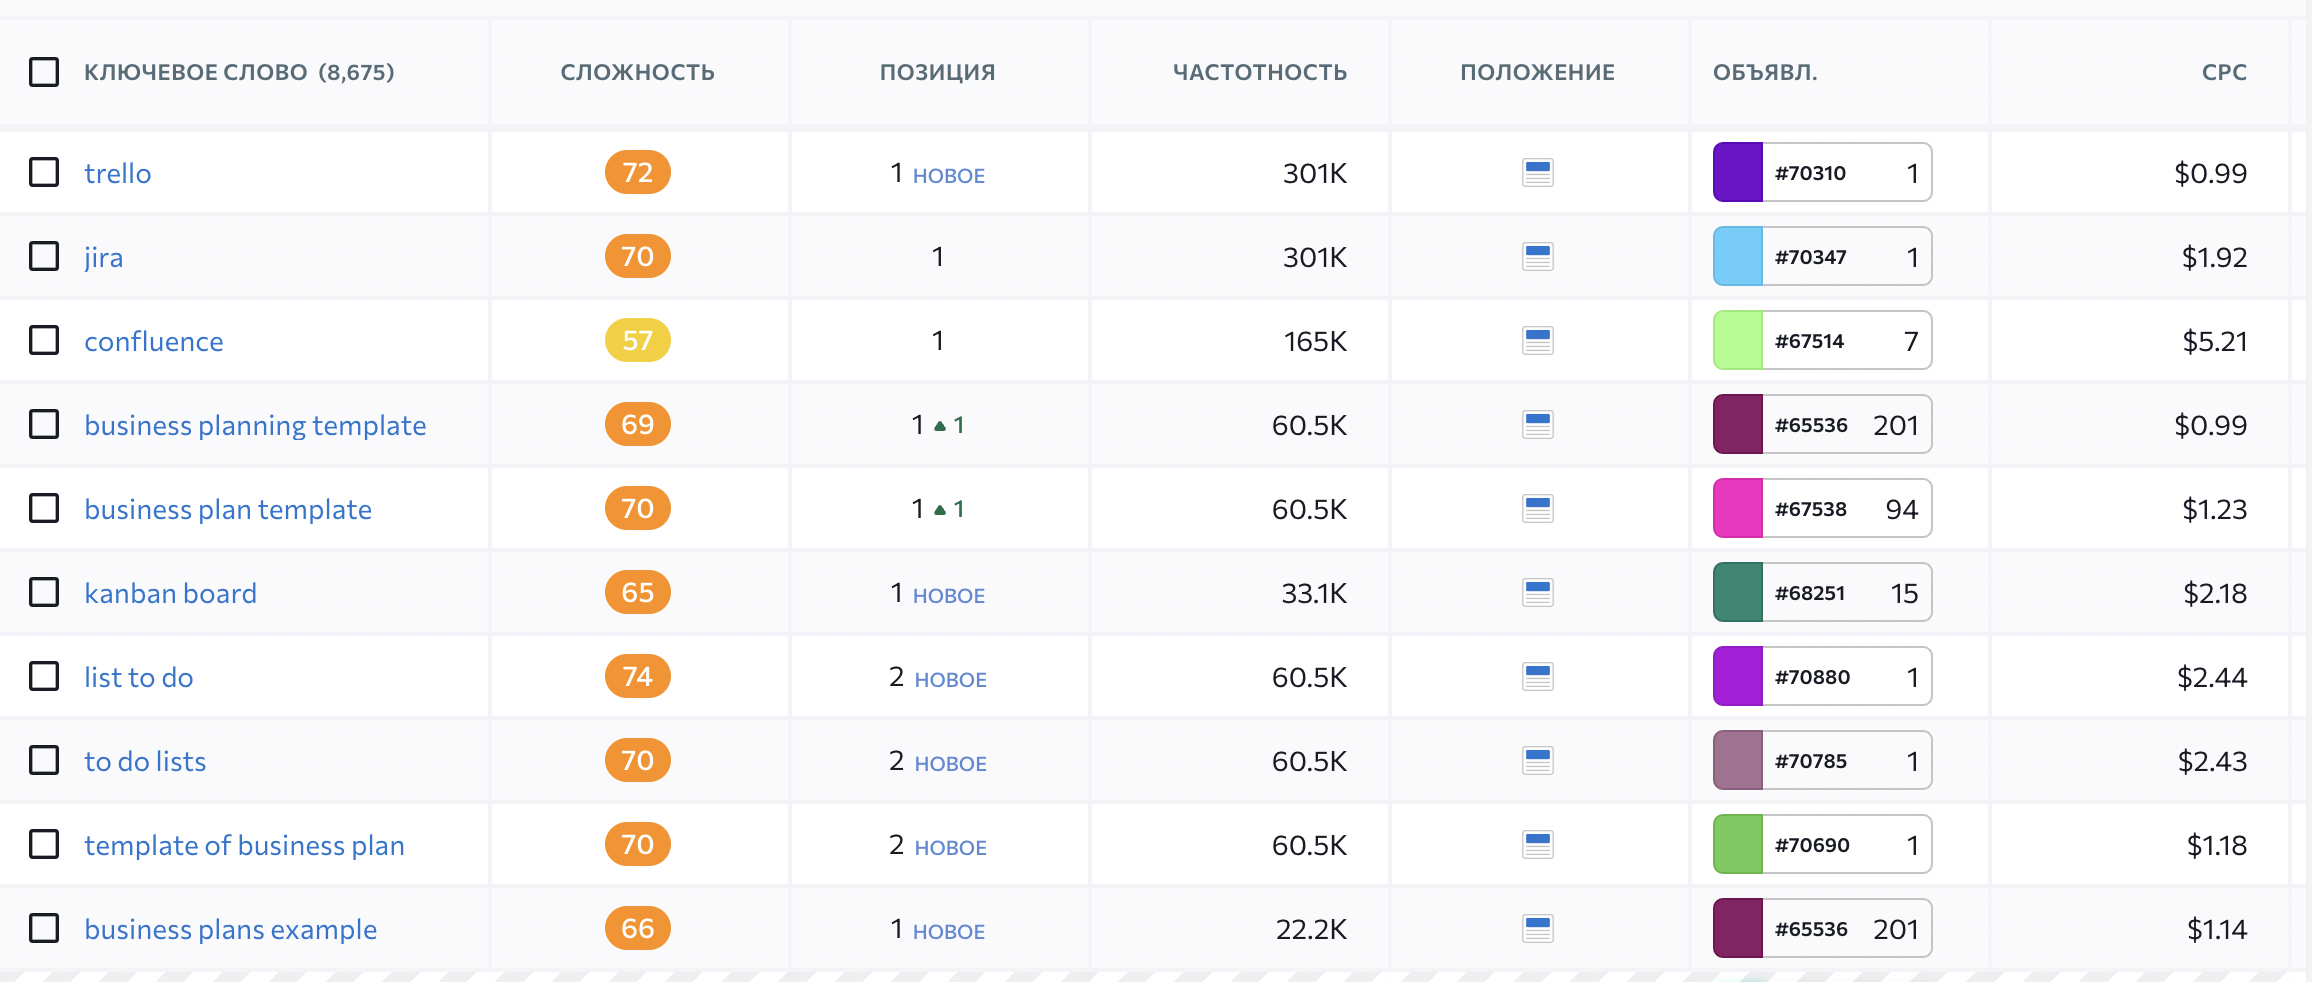 КЛЮЧЕВОЕ СЛОВО (8,675) СЛОЖНОСТЬ ПОЗИЦИЯ ЧАСТОТНОСТЬ ПОЛОЖЕНИЕ ОБЪЯВЛ. CPC
trello 72 1 НОВОЕ 301K #70310 1 $0.99
jira 70 1 301K #70347 1 $1.92
confluence 57 1 165K #67514 7 $5.21
business planning template 69 1 ▲ 1 60.5K #65536 201 $0.99
business plan template 70 1 ▲ 1 60.5K #67538 94 $1.23
kanban board 65 1 НОВОЕ 33.1K #68251 15 $2.18
list to do 74 2 НОВОЕ 60.5K #70880 1 $2.44
to do lists 70 2 НОВОЕ 60.5K #70785 1 $2.43
template of business plan 70 2 НОВОЕ 60.5K #70690 1 $1.18
business plans example 66 1 НОВОЕ 22.2K #65536 201 $1.14